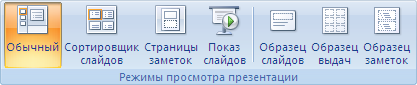 Обычный Сортировщик Страницы Показ Образец Образец Образец
слайдов заметок слайдов слайдов выдач заметок
Режимы просмотра презентации